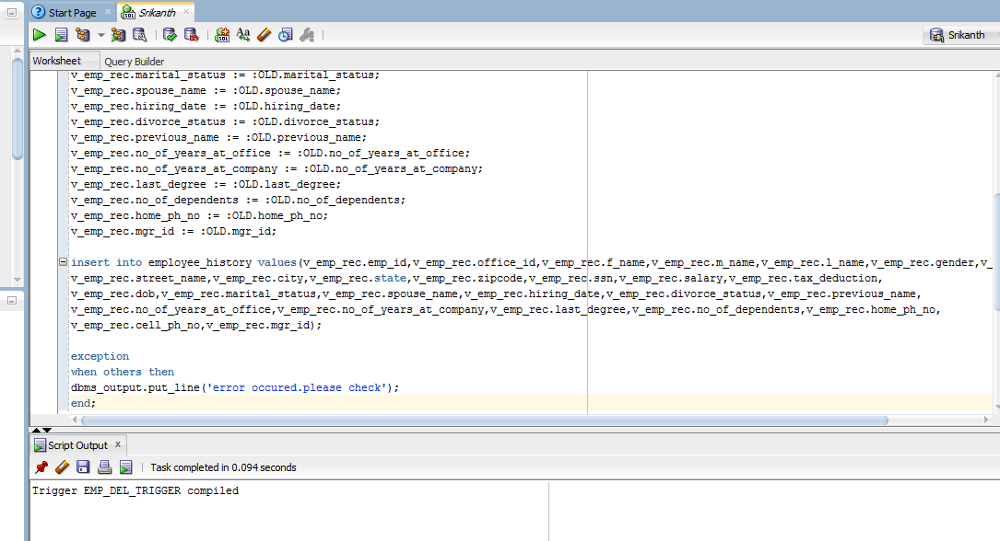 Start Page
Srikanth
Srikanth
Worksheet
Query Builder
v_emp_rec.marital_status := :OLD.marital_status;
v_emp_rec.spouse_name := :OLD.spouse_name;
v_emp_rec.hiring_date := :OLD.hiring_date;
v_emp_rec.divorce_status := :OLD.divorce_status;
v_emp_rec.previous_name := :OLD.previous_name;
v_emp_rec.no_of_years_at_office := :OLD.no_of_years_at_office;
v_emp_rec.no_of_years_at_company := :OLD.no_of_years_at_company;
v_emp_rec.last_degree := :OLD.last_degree;
v_emp_rec.no_of_dependents := :OLD.no_of_dependents;
v_emp_rec.home_ph_no := :OLD.home_ph_no;
v_emp_rec.mgr_id := :OLD.mgr_id;
insert into employee_history values(v_emp_rec.emp_id,v_emp_rec.office_id,v_emp_rec.f_name,v_emp_rec.m_name,v_emp_rec.l_name,v_emp_rec.gender,v_
v_emp_rec.street_name,v_emp_rec.city,v_emp_rec.state,v_emp_rec.zipcode,v_emp_rec.ssn,v_emp_rec.salary,v_emp_rec.tax_deduction,
v_emp_rec.dob,v_emp_rec.marital_status,v_emp_rec.spouse_name,v_emp_rec.hiring_date,v_emp_rec.divorce_status,v_emp_rec.previous_name,
v_emp_rec.no_of_years_at_office,v_emp_rec.no_of_years_at_company,v_emp_rec.last_degree,v_emp_rec.no_of_dependents,v_emp_rec.home_ph_no,
v_emp_rec.cell_ph_no,v_emp_rec.mgr_id);
exception
when others then
dbms_output.put_line('error occured.please check');
end;
Script Output
Task completed in 0.094 seconds
Trigger EMP_DEL_TRIGGER compiled